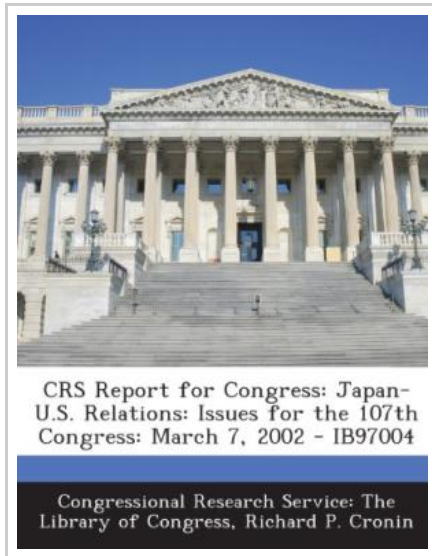 CRS Report for Congress: Japan-
U.S. Relations: Issues for the 107th
Congress: March 7, 2002 - IB97004
Congressional Research Service: The
Library of Congress, Richard P. Cronin